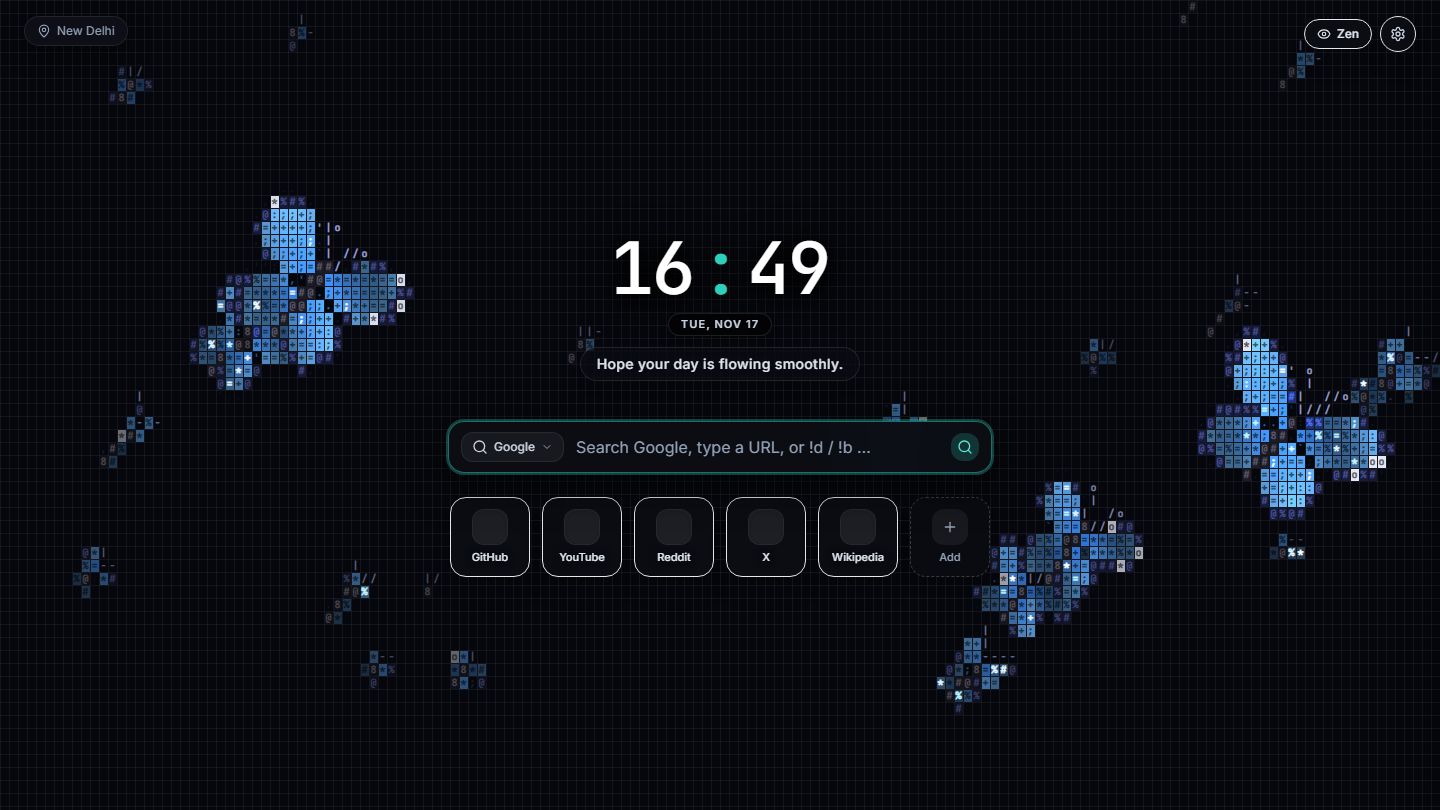 New Delhi
Zen
16:49
TUE, NOV 17
Hope your day is flowing smoothly.
Google
Search Google, type a URL, or !d / !b ...
GitHub
YouTube
Reddit
X
Wikipedia
Add